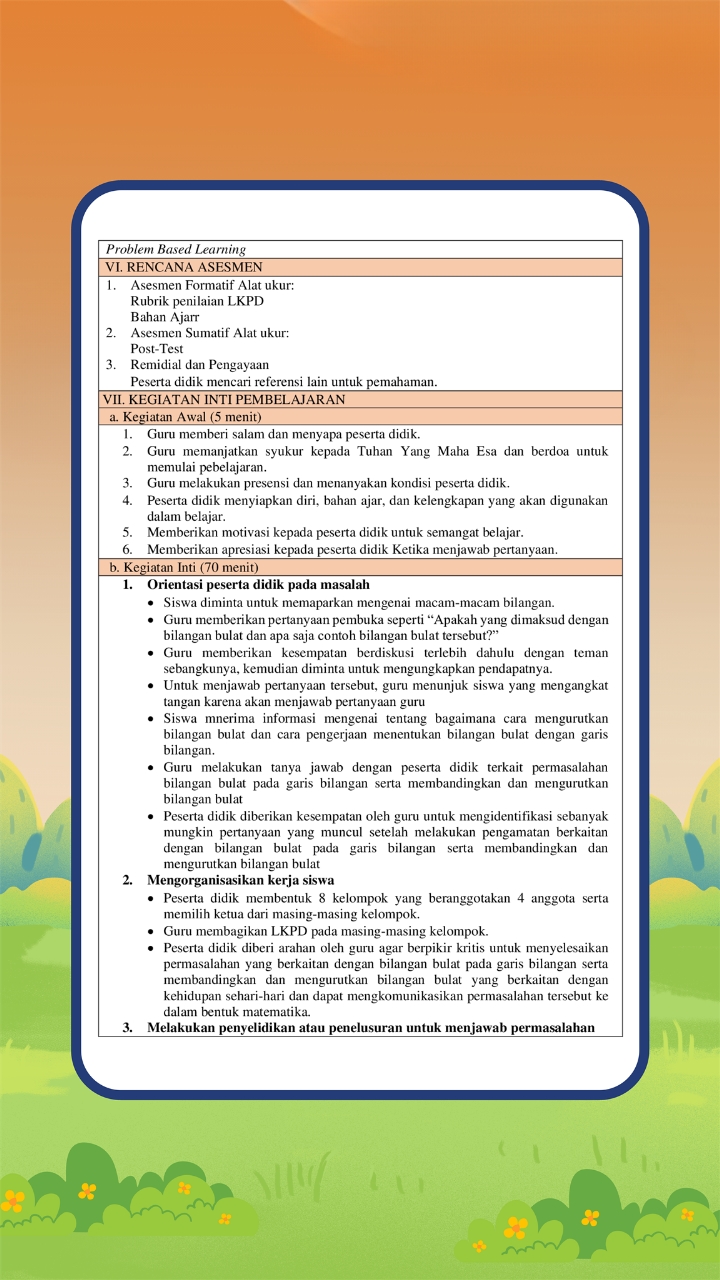 Problem Based Learning
VI. RENCANA ASESMEN
1. Asesmen Formatif Alat ukur:
Rubrik penilaian LKPD
Bahan Ajarr
2. Asesmen Sumatif Alat ukur:
Post-Test
3. Remidial dan Pengayaan
Peserta didik mencari referensi lain untuk pemahaman.
VII. KEGIATAN INTI PEMBELAJARAN
a. Kegiatan Awal (5 menit)
1. Guru memberi salam dan menyapa peserta didik.
2. Guru memanjatkan syukur kepada Tuhan Yang Maha Esa dan berdoa untuk
memulai pebelajaran.
3. Guru melakukan presensi dan menanyakan kondisi peserta didik.
4. Peserta didik menyiapkan diri, bahan ajar, dan kelengkapan yang akan digunakan
dalam belajar.
5. Memberikan motivasi kepada peserta didik untuk semangat belajar.
6. Memberikan apresiasi kepada peserta didik Ketika menjawab pertanyaan.
b. Kegiatan Inti (70 menit)
1. Orientasi peserta didik pada masalah
• Siswa diminta untuk memaparkan mengenai macam-macam bilangan.
• Guru memberikan pertanyaan pembuka seperti “Apakah yang dimaksud dengan
bilangan bulat dan apa saja contoh bilangan bulat tersebut?”
• Guru memberikan kesempatan berdiskusi terlebih dahulu dengan teman
sebangkunya, kemudian diminta untuk mengungkapkan pendapatnya.
• Untuk menjawab pertanyaan tersebut, guru menunjuk siswa yang mengangkat
tangan karena akan menjawab pertanyaan guru
• Siswa mnerima informasi mengenai tentang bagaimana cara mengurutkan
bilangan bulat dan cara pengerjaan menentukan bilangan bulat dengan garis
bilangan.
• Guru melakukan tanya jawab dengan peserta didik terkait permasalahan
bilangan bulat pada garis bilangan serta membandingkan dan mengurutkan
bilangan bulat
• Peserta didik diberikan kesempatan oleh guru untuk mengidentifikasi sebanyak
mungkin pertanyaan yang muncul setelah melakukan pengamatan berkaitan
dengan bilangan bulat pada garis bilangan serta membandingkan dan
mengurutkan bilangan bulat
2. Mengorganisasikan kerja siswa
• Peserta didik membentuk 8 kelompok yang beranggotakan 4 anggota serta
memilih ketua dari masing-masing kelompok.
• Guru membagikan LKPD pada masing-masing kelompok.
• Peserta didik diberi arahan oleh guru agar berpikir kritis untuk menyelesaikan
permasalahan yang berkaitan dengan bilangan bulat pada garis bilangan serta
membandingkan dan mengurutkan bilangan bulat yang berkaitan dengan
kehidupan sehari-hari dan dapat mengkomunikasikan permasalahan tersebut ke
dalam bentuk matematika.
3. Melakukan penyelidikan atau penelusuran untuk menjawab permasalahan